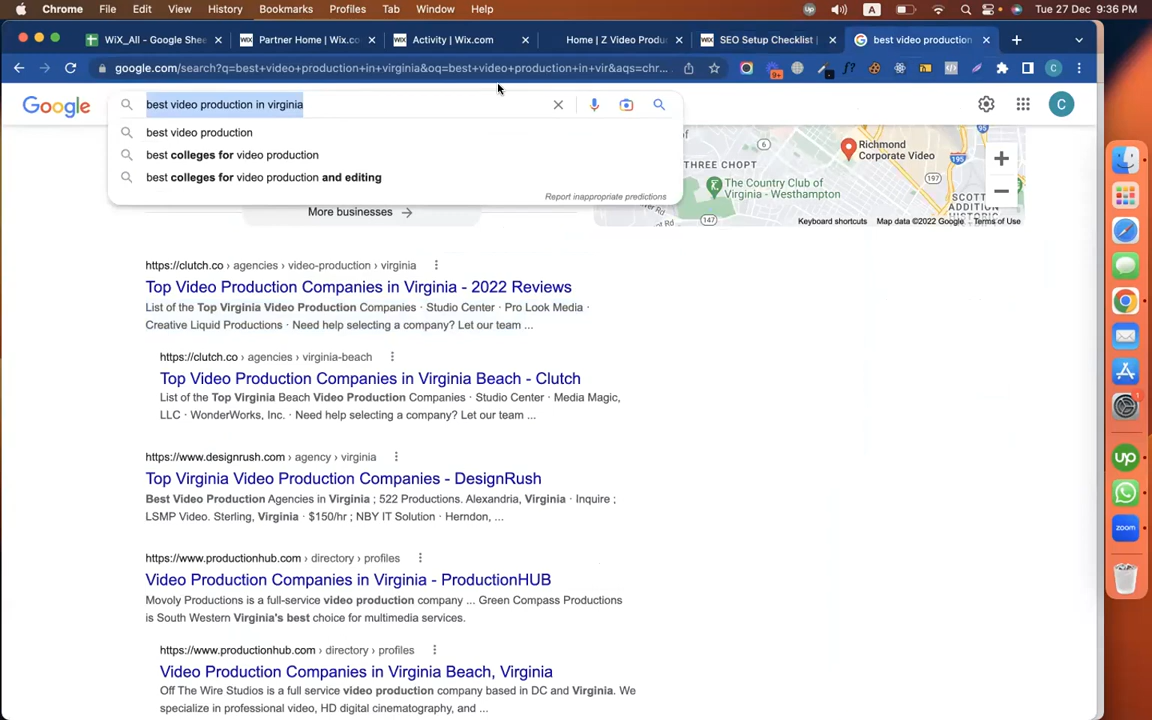 Chrome File Edit View History Bookmarks Profiles Tab Window Help A Tue 27 Dec 9:36 PM
WiX_All - Google Shee Partner Home | Wix.co Activity | Wix.com Home | Z Video Produ SEO Setup Checklist | best video production
google.com/search?q=best+video+production+in+virginia&oq=best+video+production+in+vir&aqs=chr... 9+ f? C
Google best video production in virginia C
best video production
best colleges for video production
best colleges for video production and editing
Report inappropriate predictions
More businesses
THREE CHOPT
6
Richmond
Corporate Video
95
195
The Country Club of
Virginia - Westhampton
197
SCOTT
ADDITION
HISTORIC
147
Keyboard shortcuts Map data ©2022 Google Terms of Use
https://clutch.co › agencies › video-production › virginia
Top Video Production Companies in Virginia - 2022 Reviews
List of the Top Virginia Video Production Companies · Studio Center · Pro Look Media ·
Creative Liquid Productions · Need help selecting a company? Let our team ...
https://clutch.co › agencies › virginia-beach
Top Video Production Companies in Virginia Beach - Clutch
List of the Top Virginia Beach Video Production Companies · Studio Center · Media Magic,
LLC · WonderWorks, Inc. · Need help selecting a company? Let our team ...
https://www.designrush.com › agency › virginia
Top Virginia Video Production Companies - DesignRush
Best Video Production Agencies in Virginia ; 522 Productions. Alexandria, Virginia · Inquire ;
LSMP Video. Sterling, Virginia · $150/hr ; NBY IT Solution · Herndon, ...
https://www.productionhub.com › directory › profiles
Video Production Companies in Virginia - ProductionHUB
Movoly Productions is a full-service video production company ... Green Compass Productions
is South Western Virginia's best choice for multimedia services.
https://www.productionhub.com › directory › profiles
Video Production Companies in Virginia Beach, Virginia
Off The Wire Studios is a full service video production company based in DC and Virginia. We
specialize in professional video, HD digital cinematography, and ...
1
up
zoom